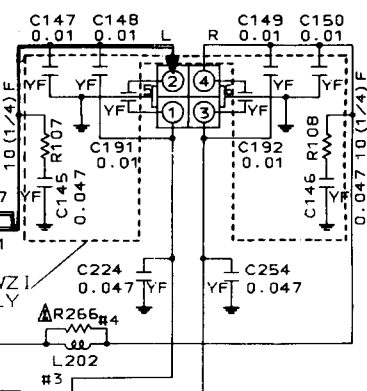 C147 C148 C149 C150
0.01 0.01 L R 0.01 0.01
YF YF YF YF
2 4
1 3
YF YF
C191 C192
0.01 0.01
10(1/4)F
R107
YF
C145
0.047
R108
YF
C146
0.047
10(1/4)F
C224 C254
0.047 YF YF 0.047
LY
R266 #4
L202
#3